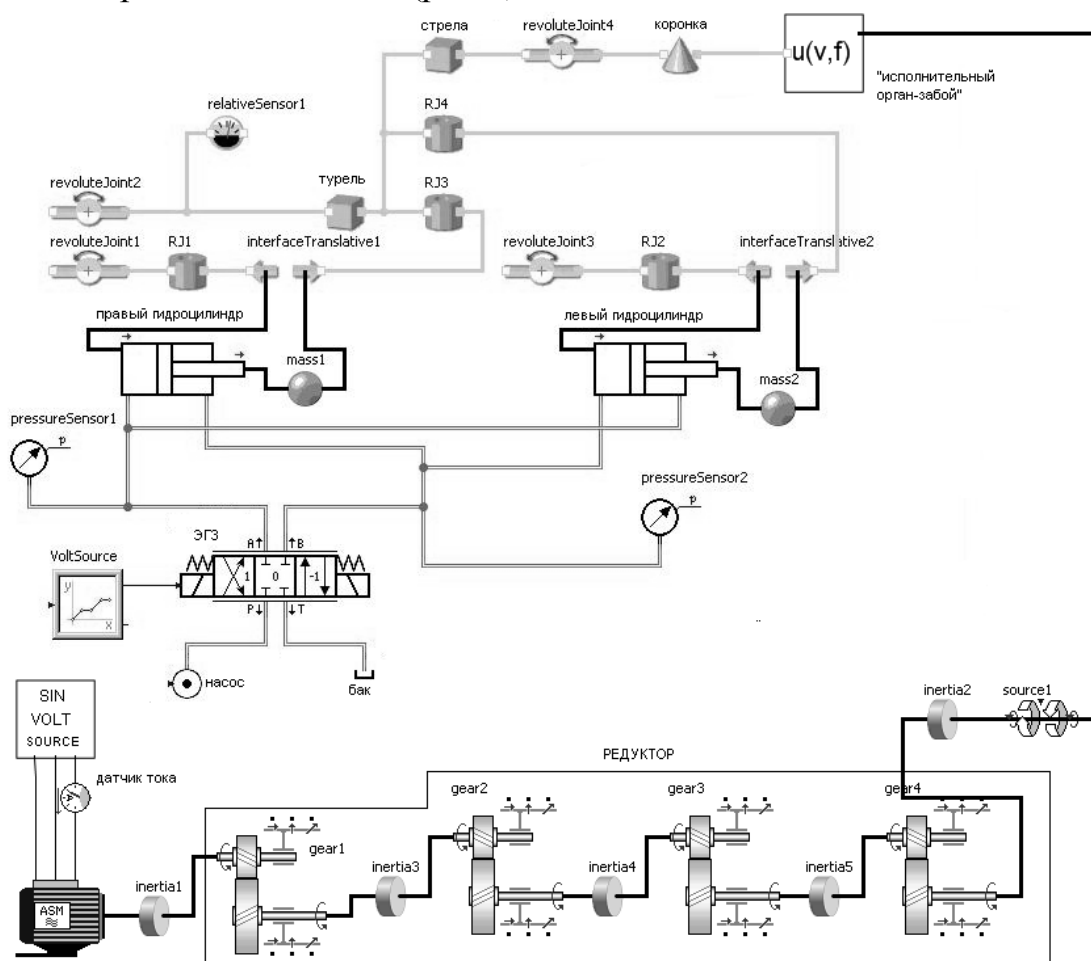 стрела
revoluteJoint4
коронка
u(v,f)
"исполнительный
орган-забой"
relativeSensor1
RJ4
revoluteJoint2
турель
RJ3
revoluteJoint1
RJ1
interfaceTranslative1
revoluteJoint3
RJ2
interfaceTranslative2
правый гидроцилиндр
левый гидроцилиндр
mass1
mass2
pressureSensor1
p
pressureSensor2
p
ЭГЗ
A B
VoltSource
y
x
1 0 -1
P T
насос
бак
SIN
VOLT
SOURCE
датчик тока
A
inertia2
source1
РЕДУКТОР
gear1
gear2
gear3
gear4
inertia1
inertia3
inertia4
inertia5
ASM